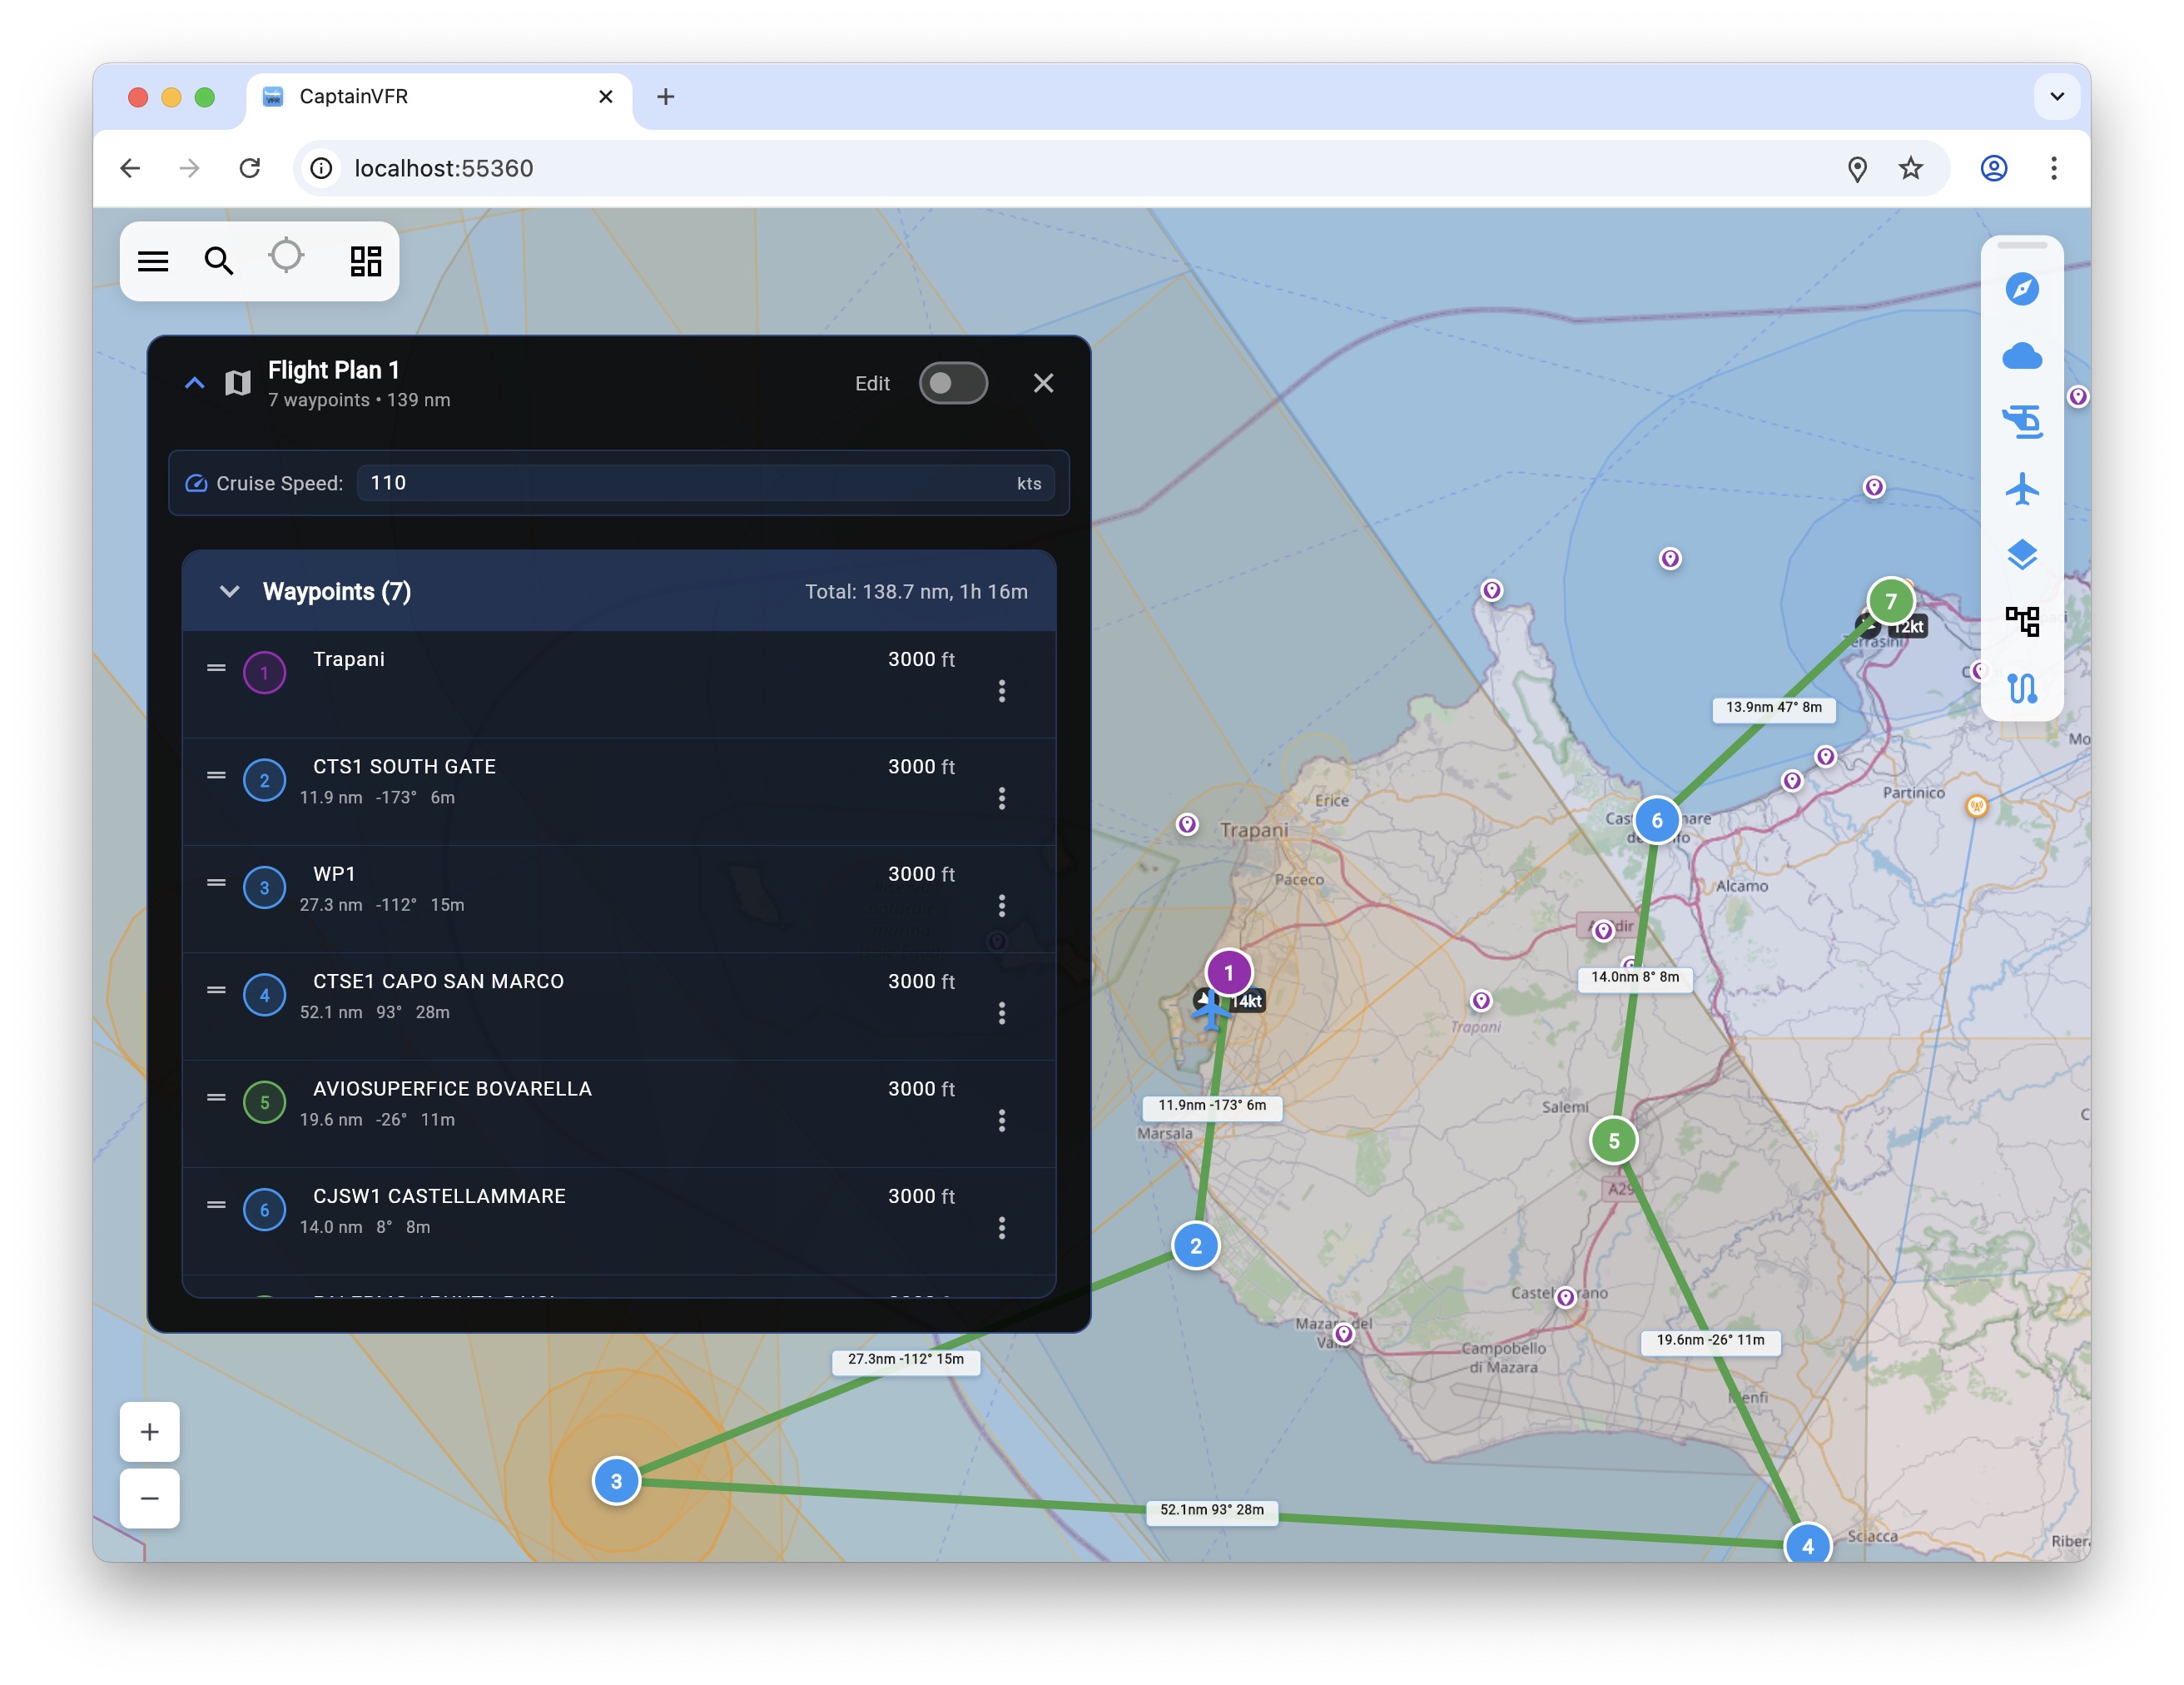 CaptainVFR
localhost:55360
Flight Plan 1
7 waypoints • 139 nm
Edit
Cruise Speed: 110 kts
Waypoints (7) Total: 138.7 nm, 1h 16m
1 Trapani 3000 ft
2 CTS1 SOUTH GATE 3000 ft
11.9 nm -173° 6m
3 WP1 3000 ft
27.3 nm -112° 15m
4 CTSE1 CAPO SAN MARCO 3000 ft
52.1 nm 93° 28m
5 AVIOSUPERFICE BOVARELLA 3000 ft
19.6 nm -26° 11m
6 CJSW1 CASTELLAMMARE 3000 ft
14.0 nm 8° 8m
7
12kt
13.9nm 47° 8m
Partinico
Erice
Trapani
6
Paceco
Alcamo
1
14kt
14.0nm 8° 8m
Trapani
11.9nm -173° 6m
Salemi
Marsala
5
A29
2
Mazara del
19.6nm -26° 11m
Campobello
di Mazara
27.3nm -112° 15m
3
52.1nm 93° 28m
4
Sciacca
+
−